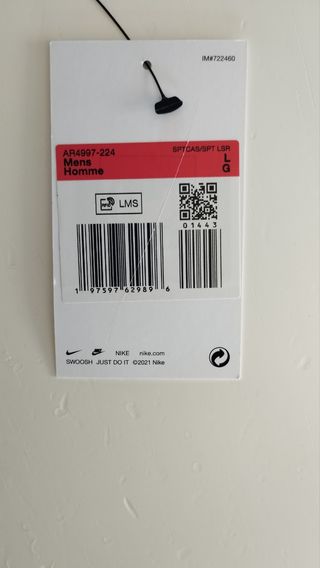 IM#722460
AR4997-224 SPTCAS/SPT LSR
Mens L
Homme G
LMS
01443
1 97597 62989 6
NIKE nike.com
SWOOSH JUST DO IT ©2021 Nike